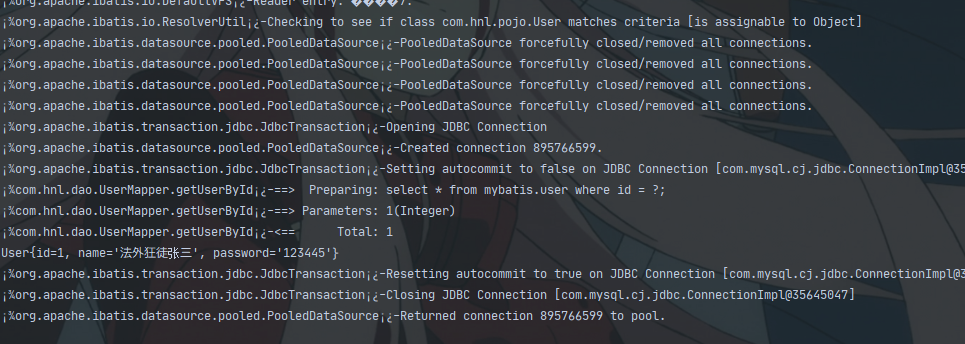 ¡%org.apache.ibatis.io.DefaultVFS¡¿-Reader entry: ����7.
¡%org.apache.ibatis.io.ResolverUtil¡¿-Checking to see if class com.hnl.pojo.User matches criteria [is assignable to Object]
¡%org.apache.ibatis.datasource.pooled.PooledDataSource¡¿-PooledDataSource forcefully closed/removed all connections.
¡%org.apache.ibatis.datasource.pooled.PooledDataSource¡¿-PooledDataSource forcefully closed/removed all connections.
¡%org.apache.ibatis.datasource.pooled.PooledDataSource¡¿-PooledDataSource forcefully closed/removed all connections.
¡%org.apache.ibatis.datasource.pooled.PooledDataSource¡¿-PooledDataSource forcefully closed/removed all connections.
¡%org.apache.ibatis.transaction.jdbc.JdbcTransaction¡¿-Opening JDBC Connection
¡%org.apache.ibatis.datasource.pooled.PooledDataSource¡¿-Created connection 895766599.
¡%org.apache.ibatis.transaction.jdbc.JdbcTransaction¡¿-Setting autocommit to false on JDBC Connection [com.mysql.cj.jdbc.ConnectionImpl@35
¡%com.hnl.dao.UserMapper.getUserById¡¿-==>  Preparing: select * from mybatis.user where id = ?;
¡%com.hnl.dao.UserMapper.getUserById¡¿-==> Parameters: 1(Integer)
¡%com.hnl.dao.UserMapper.getUserById¡¿-<==      Total: 1
User{id=1, name='法外狂徒张三', password='123445'}
¡%org.apache.ibatis.transaction.jdbc.JdbcTransaction¡¿-Resetting autocommit to true on JDBC Connection [com.mysql.cj.jdbc.ConnectionImpl@3
¡%org.apache.ibatis.transaction.jdbc.JdbcTransaction¡¿-Closing JDBC Connection [com.mysql.cj.jdbc.ConnectionImpl@35645047]
¡%org.apache.ibatis.datasource.pooled.PooledDataSource¡¿-Returned connection 895766599 to pool.